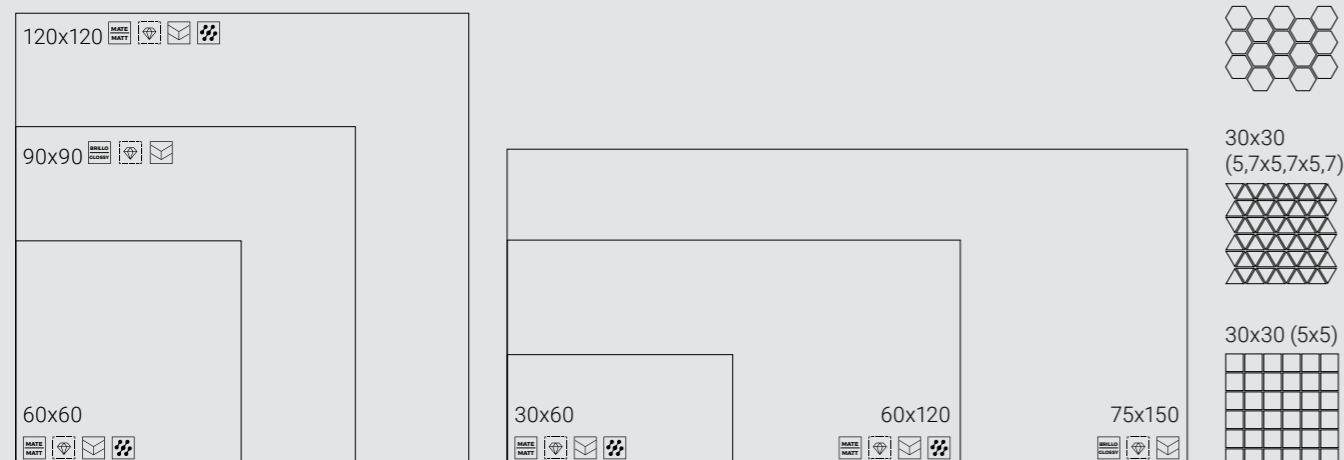 120x120 MATE MATT
90x90 BRILLO GLOSSY
60x60
MATE MATT
30x60
MATE MATT
60x120
MATE MATT
75x150
BRILLO GLOSSY
30x30
(5,7x5,7x5,7)
30x30 (5x5)